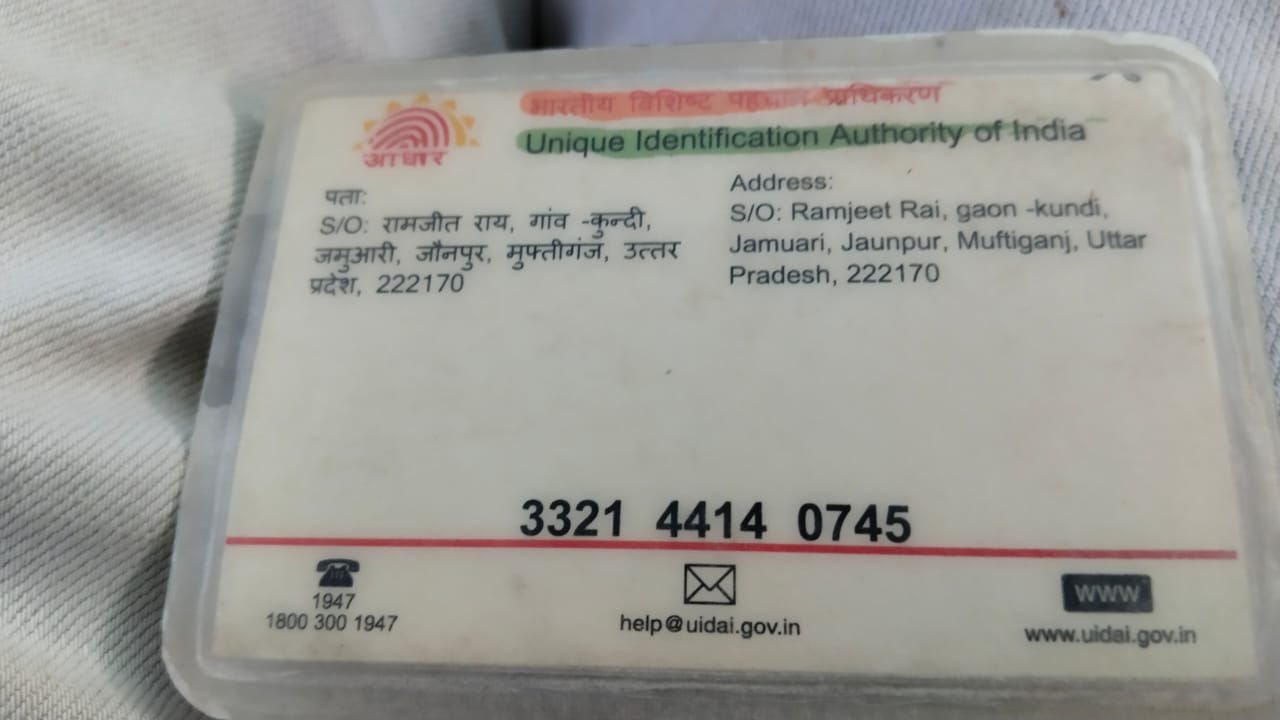 आधार
भारतीय विशिष्ट पहचान प्राधिकरण
Unique Identification Authority of India
पता:
S/O: रामजीत राय, गांव -कुन्दी,
जमुआरी, जौनपुर, मुफ्तीगंज, उत्तर
प्रदेश, 222170
Address:
S/O: Ramjeet Rai, gaon -kundi,
Jamuari, Jaunpur, Muftiganj, Uttar
Pradesh, 222170
3321 4414 0745
1947
1800 300 1947
help@uidai.gov.in
www
www.uidai.gov.in